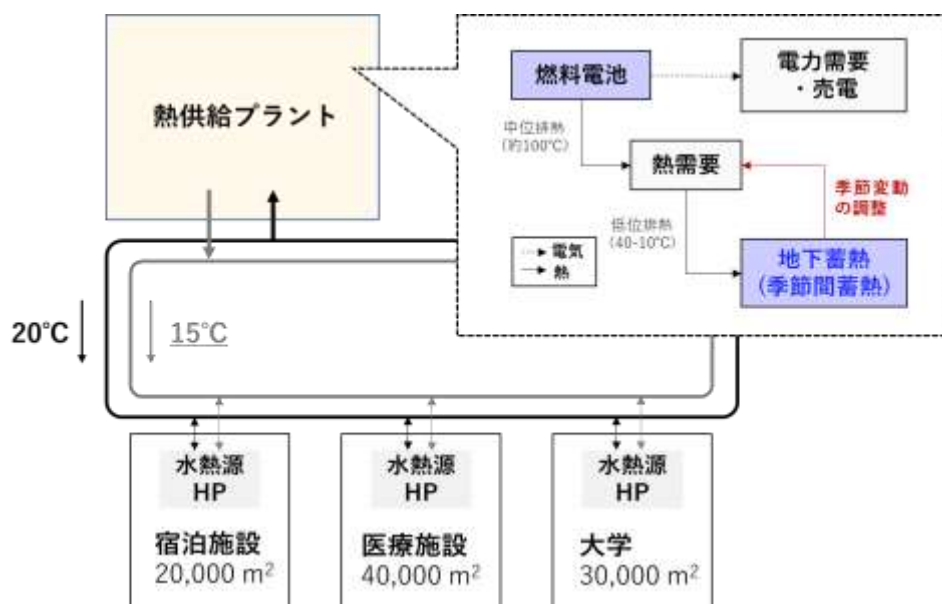 熱供給プラント
燃料電池
電力需要
・売電
中位排熱
(約100℃)
熱需要
季節変動
の調整
低位排熱
(40-10℃)
電気
熱
地下蓄熱
(季節間蓄熱)
20℃
15℃
水熱源
HP
宿泊施設
20,000 m²
水熱源
HP
医療施設
40,000 m²
水熱源
HP
大学
30,000 m²